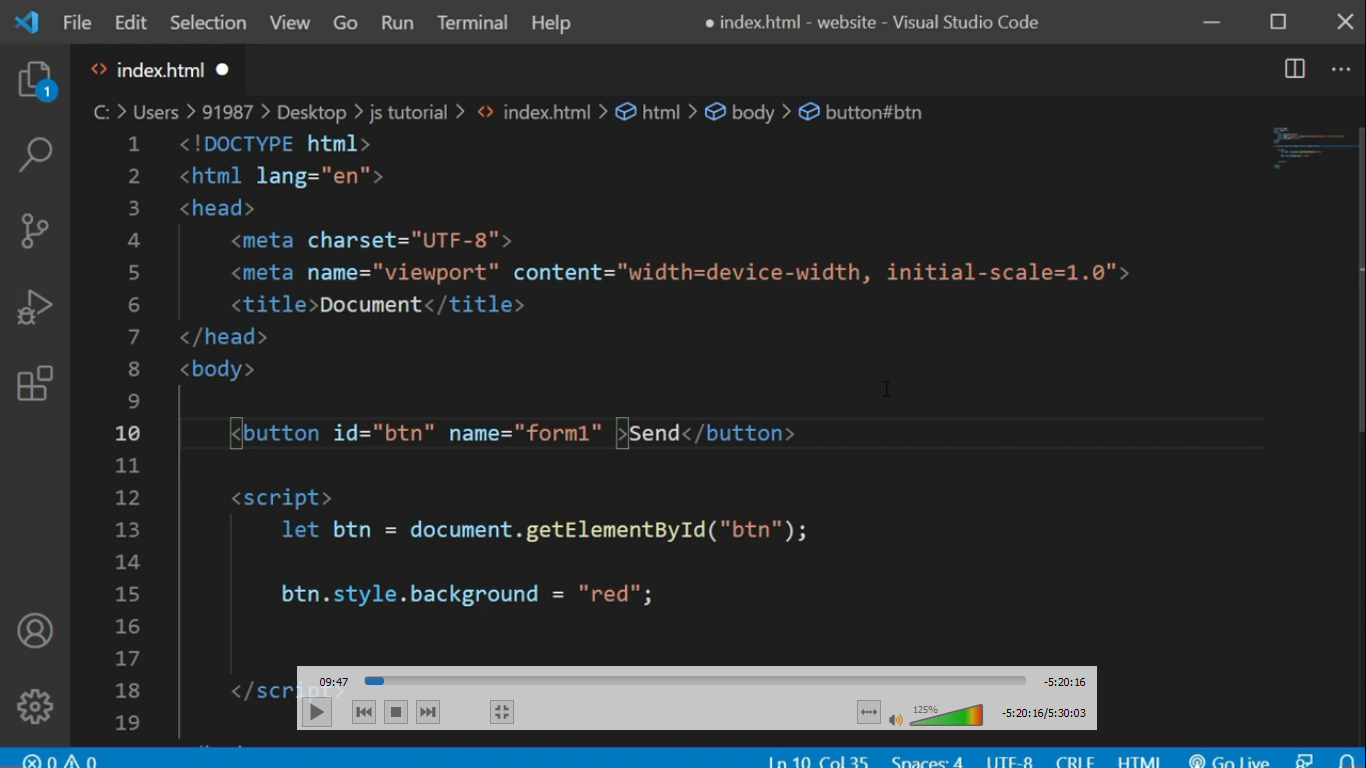 File Edit Selection View Go Run Terminal Help ● index.html - website - Visual Studio Code
1
<> index.html ●
C: > Users > 91987 > Desktop > js tutorial > <> index.html > html > body > button#btn
1 <!DOCTYPE html>
2 <html lang="en">
3 <head>
4 <meta charset="UTF-8">
5 <meta name="viewport" content="width=device-width, initial-scale=1.0">
6 <title>Document</title>
7 </head>
8 <body>
9
10 <button id="btn" name="form1" >Send</button>
11
12 <script>
13 let btn = document.getElementById("btn");
14
15 btn.style.background = "red";
16
17
18 </script>
19
09:47 -5:20:16
125% -5:20:16/5:30:03
0 0 Ln 10, Col 35 Spaces: 4 UTF-8 CRLF HTML Go Live